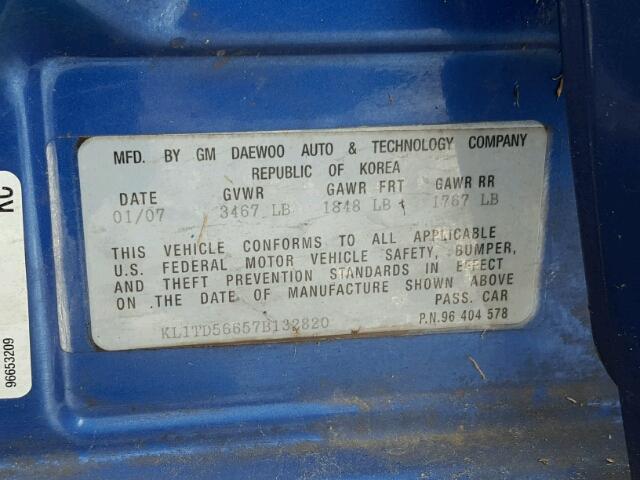 MFD. BY GM DAEWOO AUTO & TECHNOLOGY COMPANY
REPUBLIC OF KOREA
DATE GVWR GAWR FRT GAWR RR
01/07 3467 LB 1848 LB 1767 LB
THIS VEHICLE CONFORMS TO ALL APPLICABLE
U.S. FEDERAL MOTOR VEHICLE SAFETY, BUMPER,
AND THEFT PREVENTION STANDARDS IN EFFECT
ON THE DATE OF MANUFACTURE SHOWN ABOVE
PASS. CAR
KL1TD56657B132820 P.N.96 404 578
KC
96653209